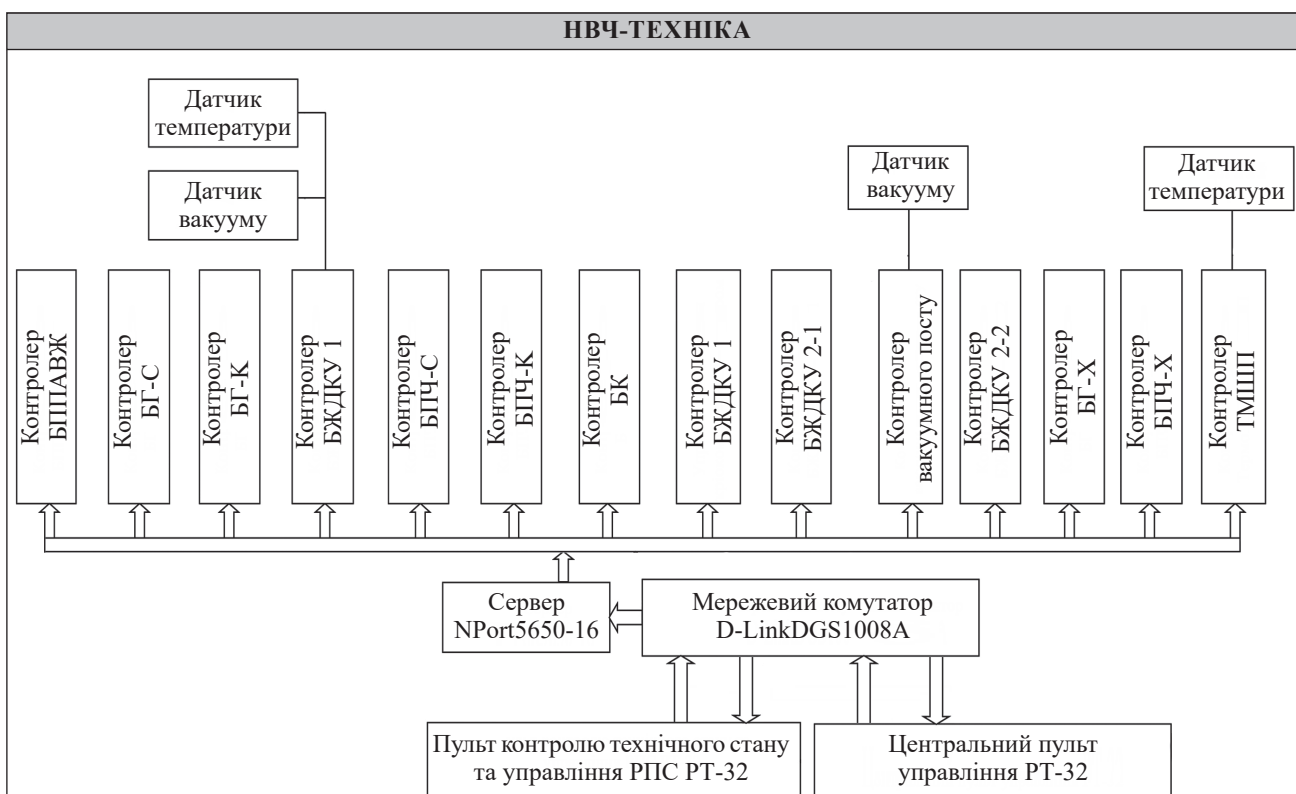 НВЧ-ТЕХНІКА
Датчик
температури
Датчик
вакууму
Датчик
вакууму
Датчик
температури
Контролер
БППАВЖ
Контролер
БГ-С
Контролер
БГ-К
Контролер
БЖДКУ 1
Контролер
БПЧ-С
Контролер
БПЧ-К
Контролер
БК
Контролер
БЖДКУ 1
Контролер
БЖДКУ 2-1
Контролер
вакуумного посту
Контролер
БЖДКУ 2-2
Контролер
БГ-Х
Контролер
БПЧ-Х
Контролер
ТМШП
Сервер
NPort5650-16
Мережевий комутатор
D-LinkDGS1008A
Пульт контролю технічного стану
та управління РПС РТ-32
Центральний пульт
управління РТ-32